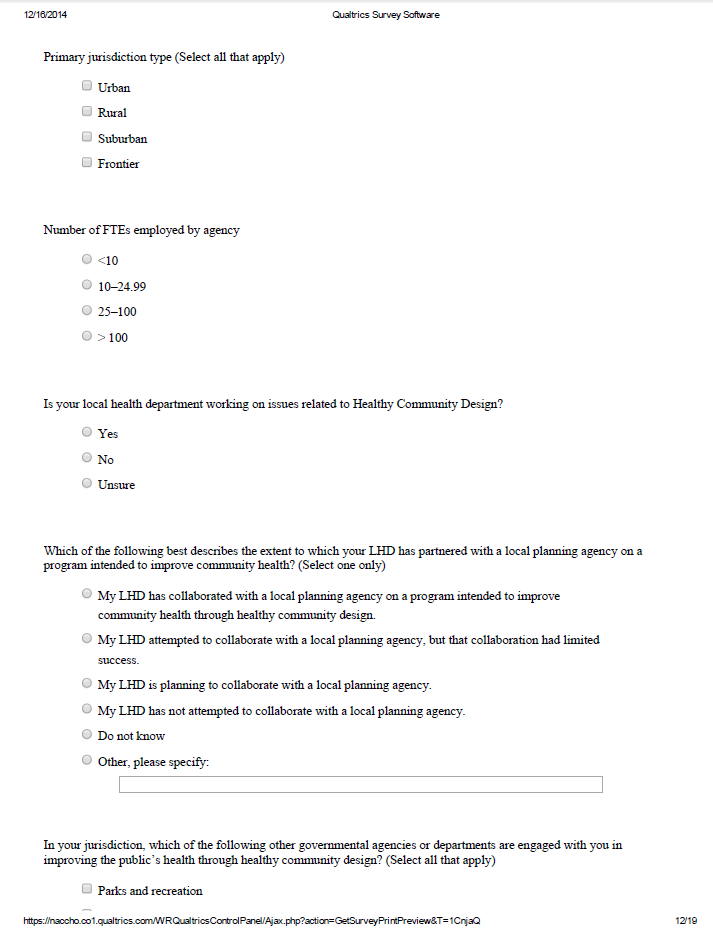 12/16/2014 Qualtrics Survey Software
Primary jurisdiction type (Select all that apply)
Urban
Rural
Suburban
Frontier
Number of FTEs employed by agency
<10
10–24.99
25–100
> 100
Is your local health department working on issues related to Healthy Community Design?
Yes
No
Unsure
Which of the following best describes the extent to which your LHD has partnered with a local planning agency on a
program intended to improve community health? (Select one only)
My LHD has collaborated with a local planning agency on a program intended to improve
community health through healthy community design.
My LHD attempted to collaborate with a local planning agency, but that collaboration had limited
success.
My LHD is planning to collaborate with a local planning agency.
My LHD has not attempted to collaborate with a local planning agency.
Do not know
Other, please specify:
In your jurisdiction, which of the following other governmental agencies or departments are engaged with you in
improving the public’s health through healthy community design? (Select all that apply)
Parks and recreation
https://naccho.co1.qualtrics.com/WRQualtricsControlPanel/Ajax.php?action=GetSurveyPrintPreview&T=1CnjaQ 12/19